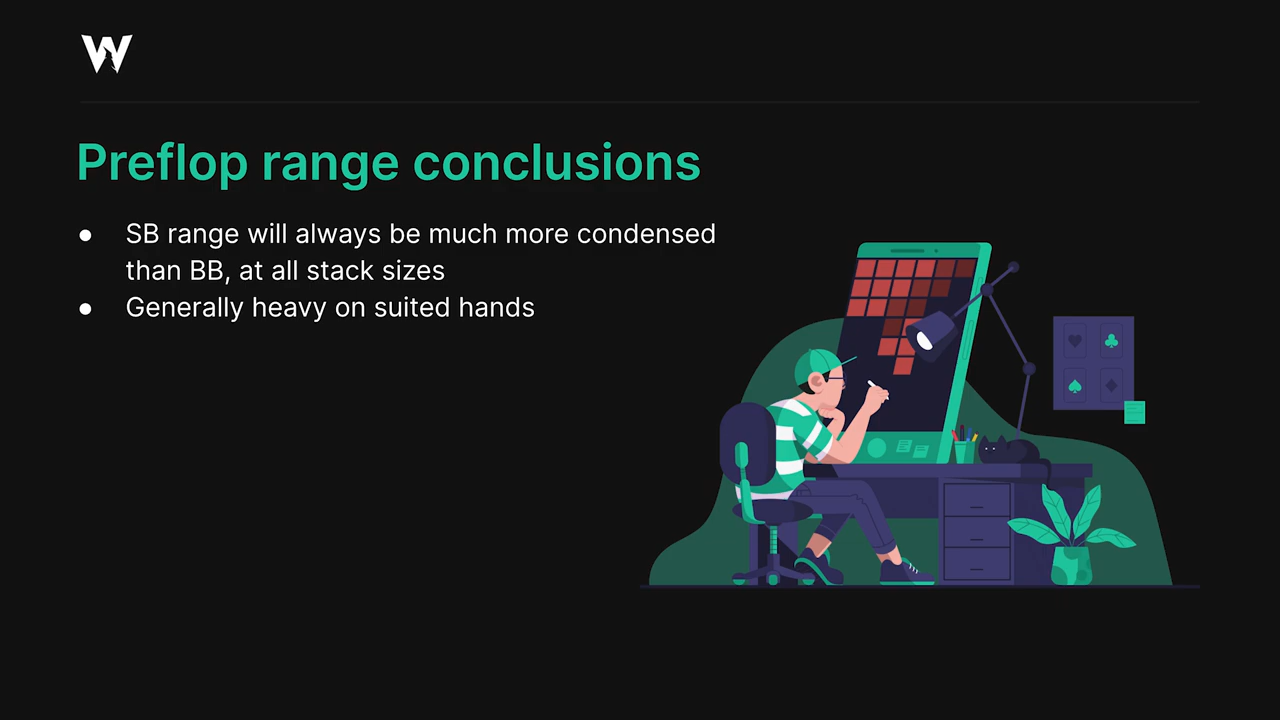 W
Preflop range conclusions
● SB range will always be much more condensed
than BB, at all stack sizes
● Generally heavy on suited hands